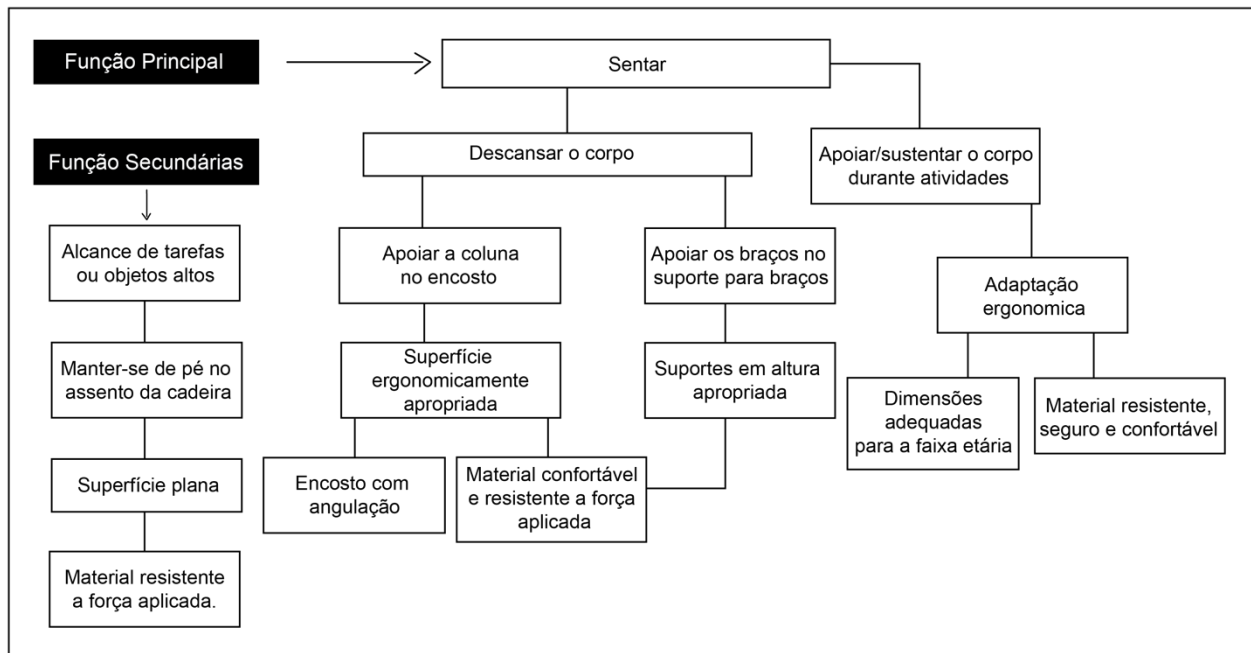 Função Principal
Sentar
Função Secundárias
Descansar o corpo
Apoiar/sustentar o corpo
durante atividades
Alcance de tarefas
ou objetos altos
Apoiar a coluna
no encosto
Apoiar os braços no
suporte para braços
Adaptação
ergonomica
Manter-se de pé no
assento da cadeira
Superfície
ergonomicamente
apropriada
Suportes em altura
apropriada
Dimensões
adequadas
para a faixa etária
Material resistente,
seguro e confortável
Superfície plana
Encosto com
angulação
Material confortável
e resistente a força
aplicada
Material resistente
a força aplicada.